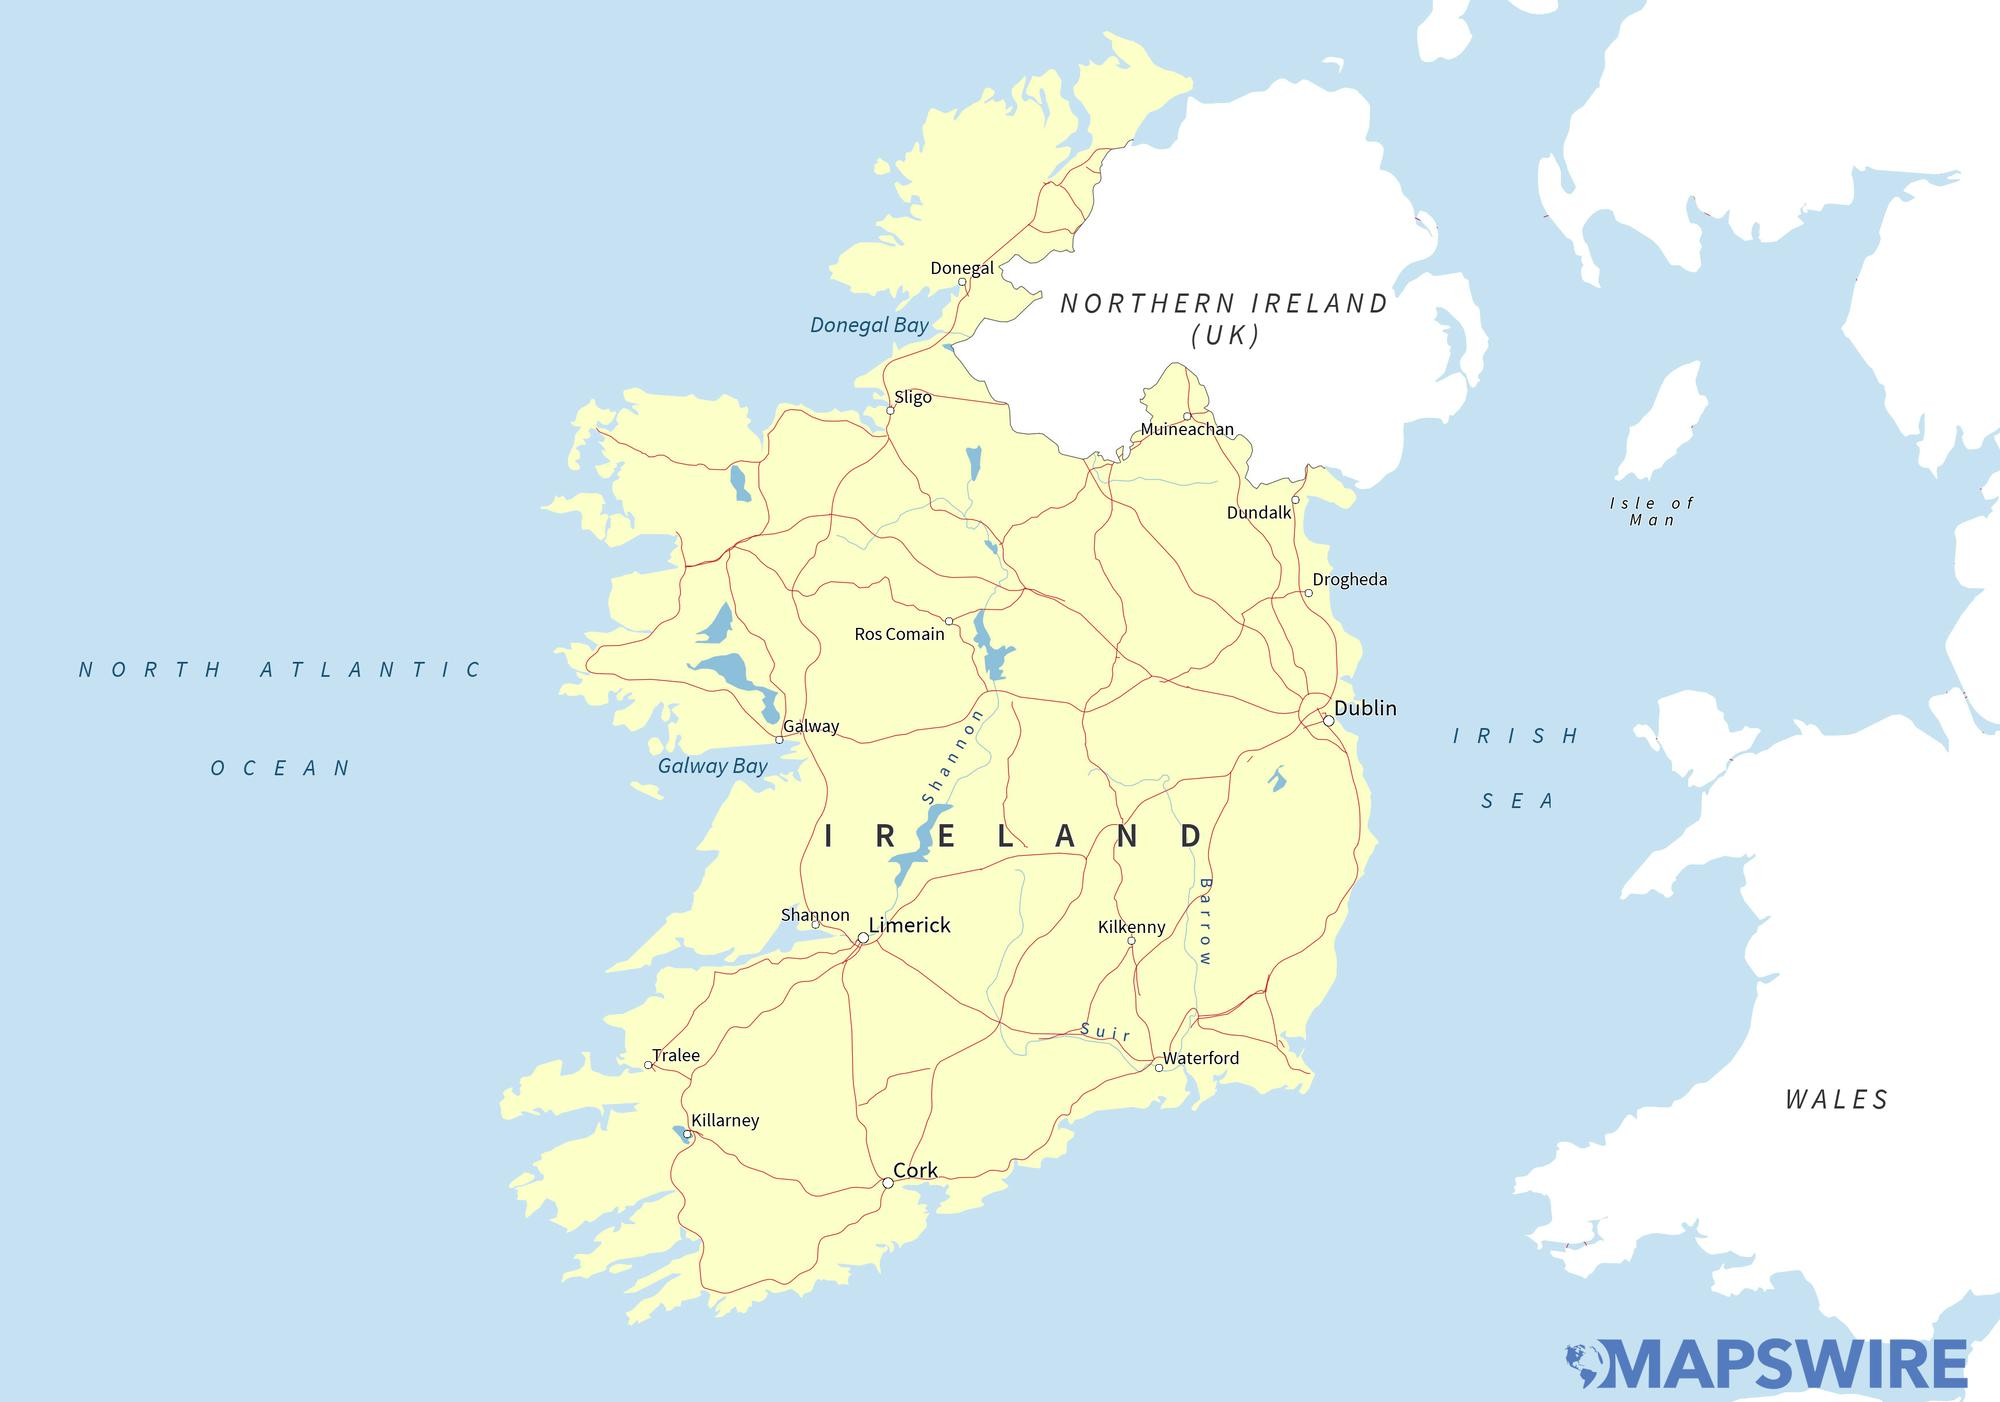 Donegal
NORTHERN IRELAND
(UK)
Donegal Bay
Sligo
Muineachan
Isle of
Man
Dundalk
Drogheda
Ros Comain
NORTH ATLANTIC
OCEAN
Dublin
Galway
IRISH
SEA
Galway Bay
Shannon
IRELAND
Barrow
Shannon
Limerick
Kilkenny
Suir
Tralee
Waterford
WALES
Killarney
Cork
MAPSWIRE